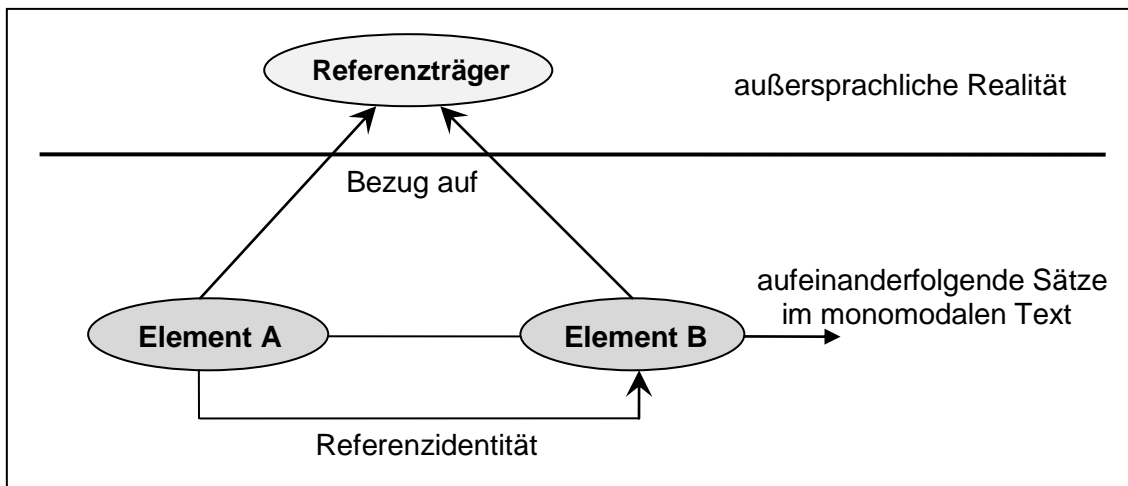 Referenzträger
außersprachliche Realität
Bezug auf
aufeinanderfolgende Sätze
im monomodalen Text
Element A
Element B
Referenzidentität